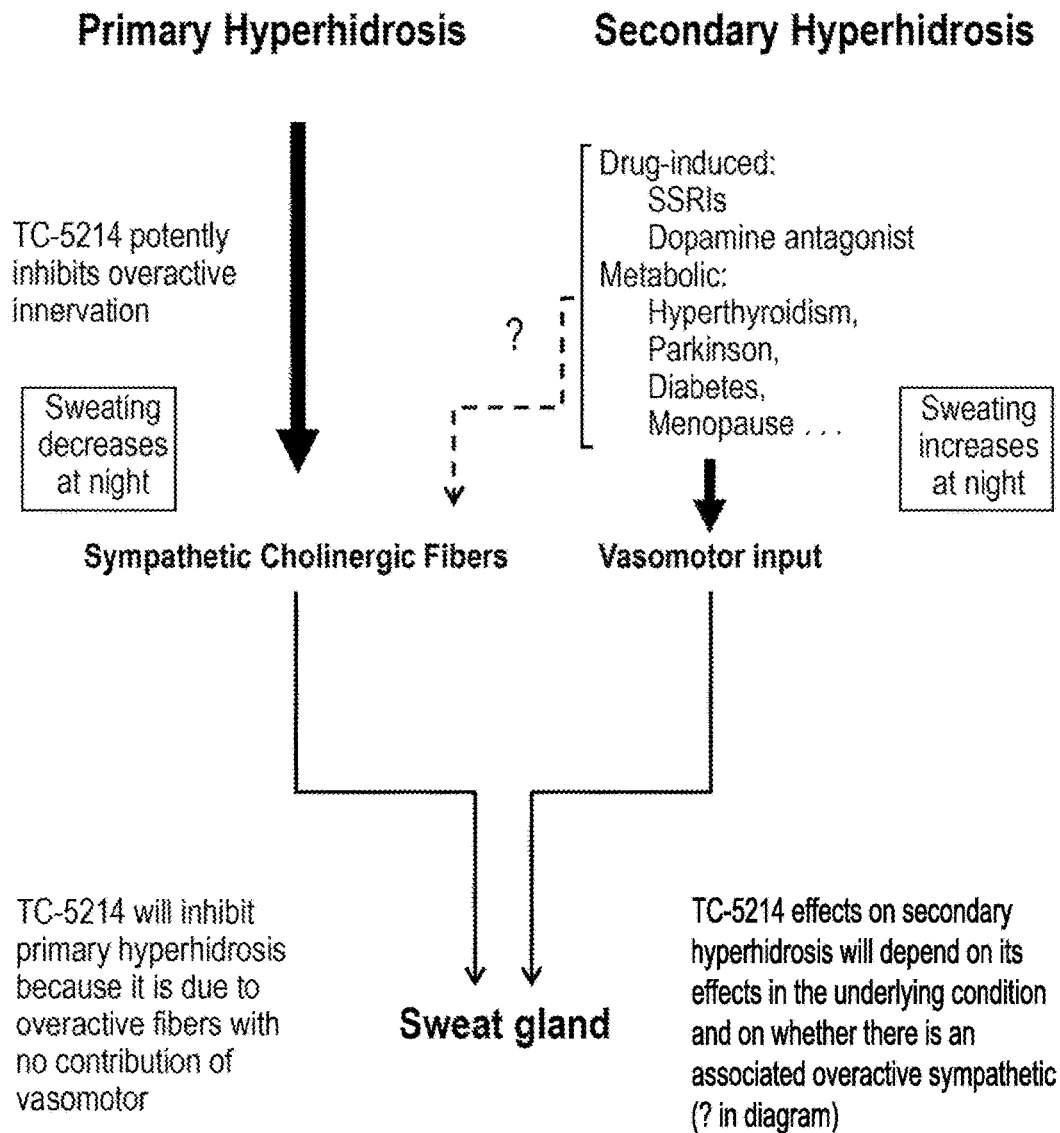 Primary Hyperhidrosis
Secondary Hyperhidrosis
TC-5214 potently
inhibits overactive
innervation
Sweating
decreases
at night
?
Drug-induced:
SSRIs
Dopamine antagonist
Metabolic:
Hyperthyroidism,
Parkinson,
Diabetes,
Menopause . . .
Sweating
increases
at night
Sympathetic Cholinergic Fibers
Vasomotor input
TC-5214 will inhibit
primary hyperhidrosis
because it is due to
overactive fibers with
no contribution of
vasomotor
Sweat gland
TC-5214 effects on secondary
hyperhidrosis will depend on its
effects in the underlying condition
and on whether there is an
associated overactive sympathetic
(? in diagram)